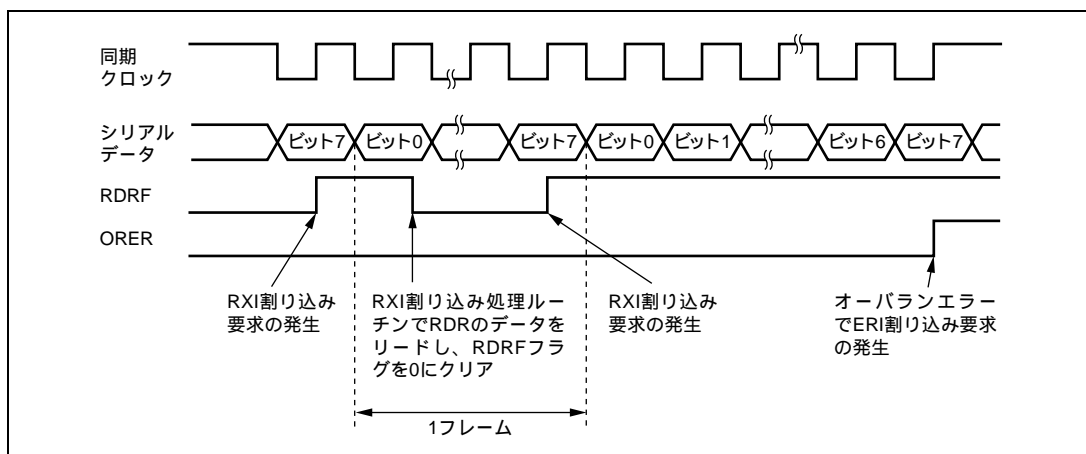 同期
クロック
シリアル
データ
ビット7
ビット0
ビット7
ビット0
ビット1
ビット6
ビット7
RDRF
ORER
RXI割り込み
要求の発生
RXI割り込み処理ルー
チンでRDRのデータを
リードし、RDRFフラ
グを0にクリア
RXI割り込み
要求の発生
オーバランエラー
でERI割り込み要求
の発生
1フレーム